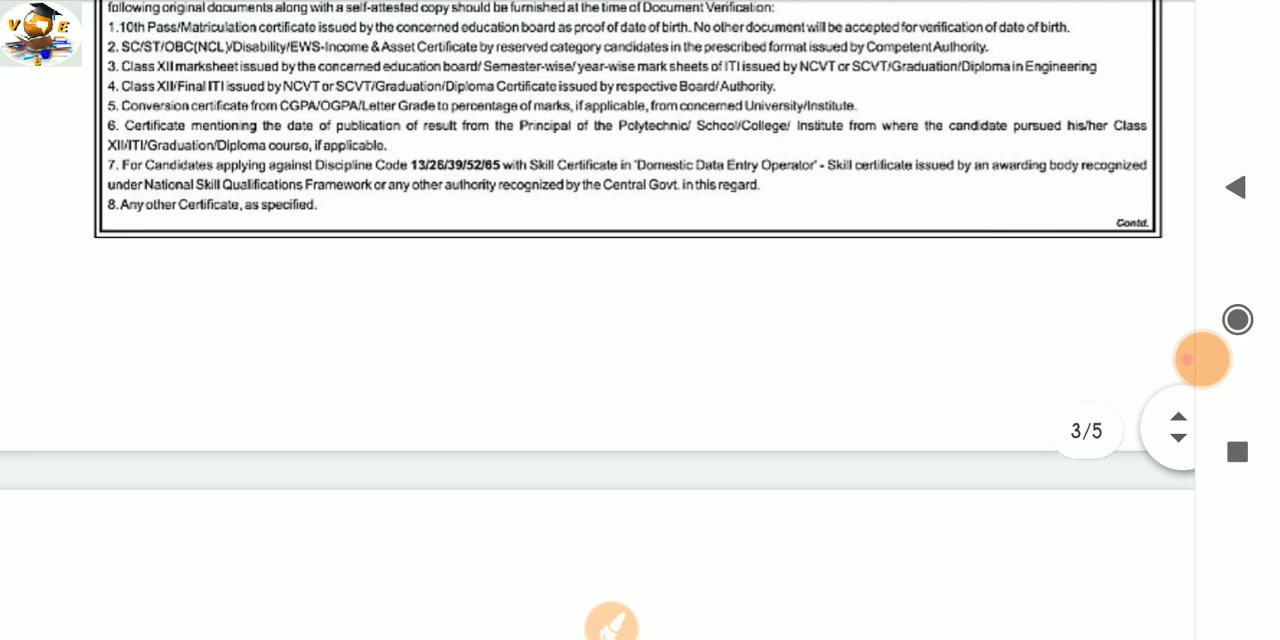 V E
following original documents along with a self-attested copy should be furnished at the time of Document Verification:
1.10th Pass/Matriculation certificate issued by the concerned education board as proof of date of birth. No other document will be accepted for verification of date of birth.
2. SC/ST/OBC(NCL)/Disability/EWS-Income & Asset Certificate by reserved category candidates in the prescribed format issued by Competent Authority.
3. Class XII marksheet issued by the concerned education board/ Semester-wise/ year-wise mark sheets of ITI issued by NCVT or SCVT/Graduation/Diploma in Engineering
4. Class XII/Final ITI issued by NCVT or SCVT/Graduation/Diploma Certificate issued by respective Board/ Authority.
5. Conversion certificate from CGPA/OGPA/Letter Grade to percentage of marks, if applicable, from concerned University/Institute.
6. Certificate mentioning the date of publication of result from the Principal of the Polytechnic/ School/College/ Institute from where the candidate pursued his/her Class
XII/ITI/Graduation/Diploma course, if applicable.
7. For Candidates applying against Discipline Code 13/26/39/52/65 with Skill Certificate in 'Domestic Data Entry Operator' - Skill certificate issued by an awarding body recognized
under National Skill Qualifications Framework or any other authority recognized by the Central Govt. in this regard.
8. Any other Certificate, as specified.
Contd.
E
3/5